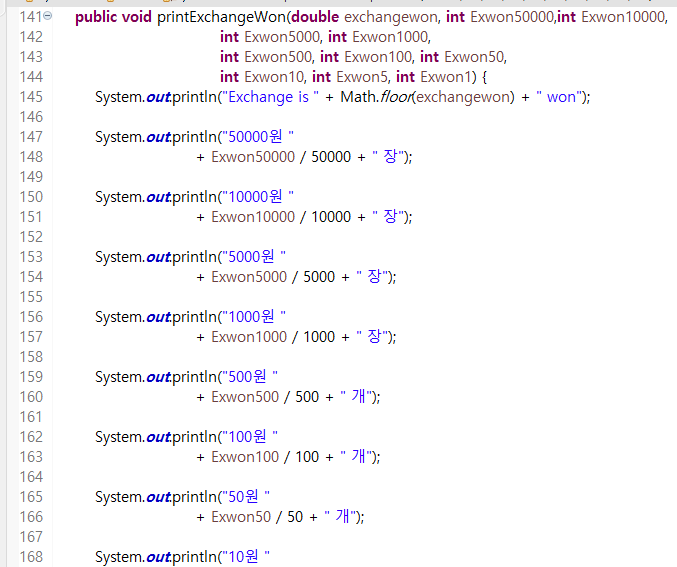 141 public void printExchangeWon(double exchangewon, int Exwon50000,int Exwon10000,
142 int Exwon5000, int Exwon1000,
143 int Exwon500, int Exwon100, int Exwon50,
144 int Exwon10, int Exwon5, int Exwon1) {
145 System.out.println("Exchange is " + Math.floor(exchangewon) + " won");
146
147 System.out.println("50000원 "
148 + Exwon50000 / 50000 + " 장");
149
150 System.out.println("10000원 "
151 + Exwon10000 / 10000 + " 장");
152
153 System.out.println("5000원 "
154 + Exwon5000 / 5000 + " 장");
155
156 System.out.println("1000원 "
157 + Exwon1000 / 1000 + " 장");
158
159 System.out.println("500원 "
160 + Exwon500 / 500 + " 개");
161
162 System.out.println("100원 "
163 + Exwon100 / 100 + " 개");
164
165 System.out.println("50원 "
166 + Exwon50 / 50 + " 개");
167
168 System.out.println("10원 "